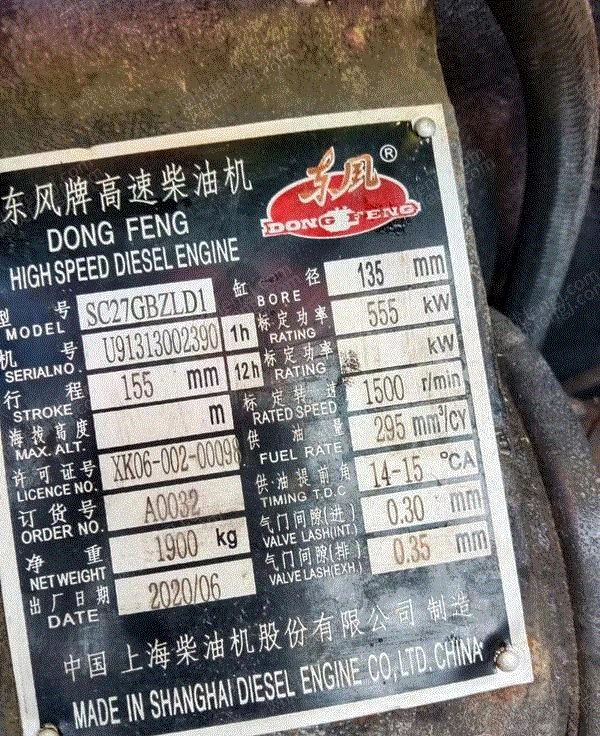 东风牌高速柴油机
DONG FENG
HIGH SPEED DIESEL ENGINE
东風®
DONG FENG
型 号 MODEL SC27GBZLD1
机 号 SERIAL NO. U91313002390
行 程 STROKE 155 mm
海拔高度 MAX. ALT. m
许可证号 LICENCE NO. XK06-002-00098
订货号 ORDER NO. A0032
净 重 NET WEIGHT 1900 kg
出厂日期 DATE 2020/06
缸 径 BORE 135 mm
1h 标定功率 RATING 555 kW
12h 标定功率 RATING kW
标定转速 RATED SPEED 1500 r/min
供油量 FUEL RATE 295 mm³/CY
供油提前角 TIMING T.D.C 14-15 °CA
气门间隙(进) VALVE LASH(INT.) 0.30 mm
气门间隙(排) VALVE LASH(EXH.) 0.35 mm
中国 上海柴油机股份有限公司 制造
MADE IN SHANGHAI DIESEL ENGINE CO,LTD. CHINA